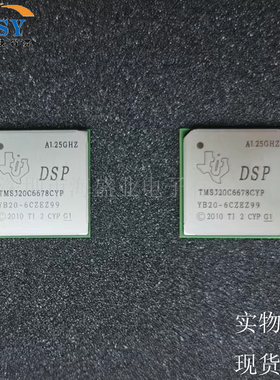 SY
A1.25GHZ
DSP
TMS320C6678CYP
YB20-6CZEZ99
©2010 TI 2 CYP G1
A1.25GHZ
DSP
TMS320C6678CYP
YB20-6CZEZ99
©2010 TI 2 CYP G1
实物
现货